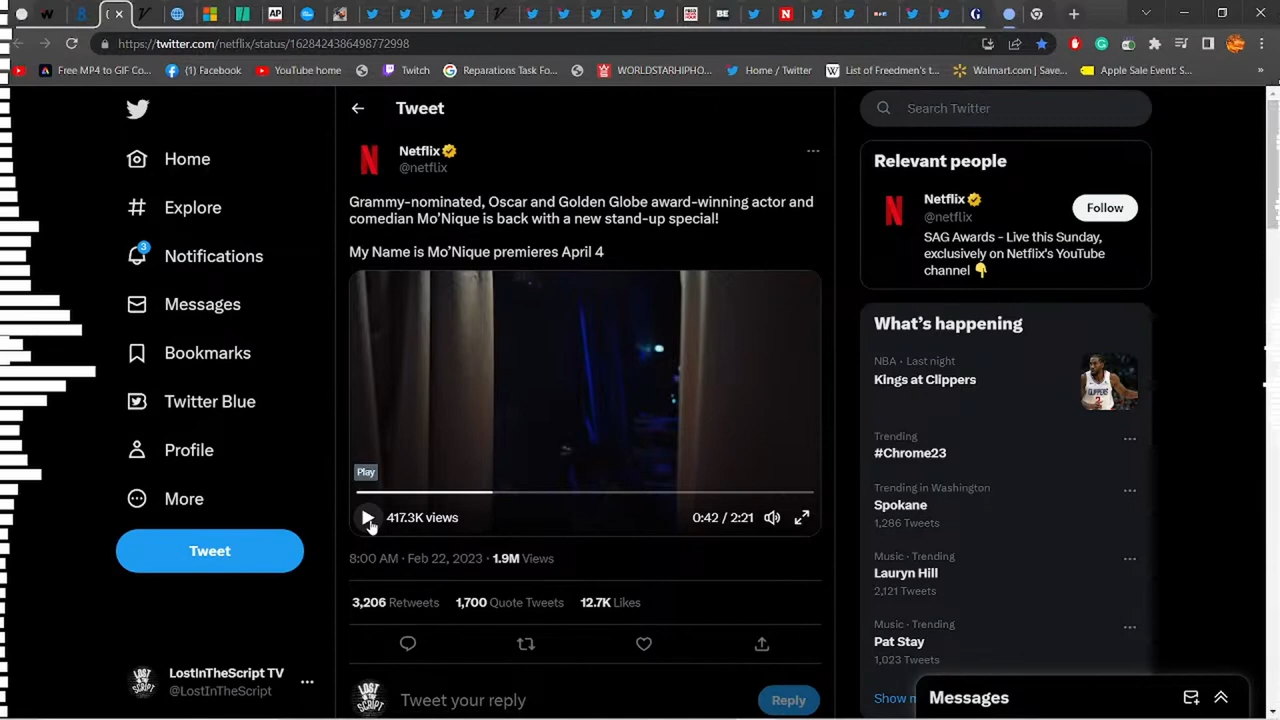 https://twitter.com/netflix/status/1628424386498772998
Free MP4 to GIF Co...
(1) Facebook
YouTube home
Twitch
Reparations Task Fo...
WORLDSTARHIPHO...
Home / Twitter
List of Freedmen's t...
Walmart.com | Save...
Apple Sale Event: S...
»
Home
Explore
3
Notifications
Messages
Bookmarks
Twitter Blue
Profile
More
Tweet
LostInTheScript TV
@LostInTheScript
Tweet
Netflix
@netflix
Grammy-nominated, Oscar and Golden Globe award-winning actor and
comedian Mo'Nique is back with a new stand-up special!
My Name is Mo'Nique premieres April 4
Play
417.3K views
0:42 / 2:21
8:00 AM · Feb 22, 2023 · 1.9M Views
3,206 Retweets 1,700 Quote Tweets 12.7K Likes
Tweet your reply
Reply
Search Twitter
Relevant people
Netflix
@netflix
Follow
SAG Awards - Live this Sunday,
exclusively on Netflix's YouTube
channel
What's happening
NBA · Last night
Kings at Clippers
Trending
#Chrome23
Trending in Washington
Spokane
1,286 Tweets
Music · Trending
Lauryn Hill
2,121 Tweets
Music · Trending
Pat Stay
1,023 Tweets
Show m
Messages